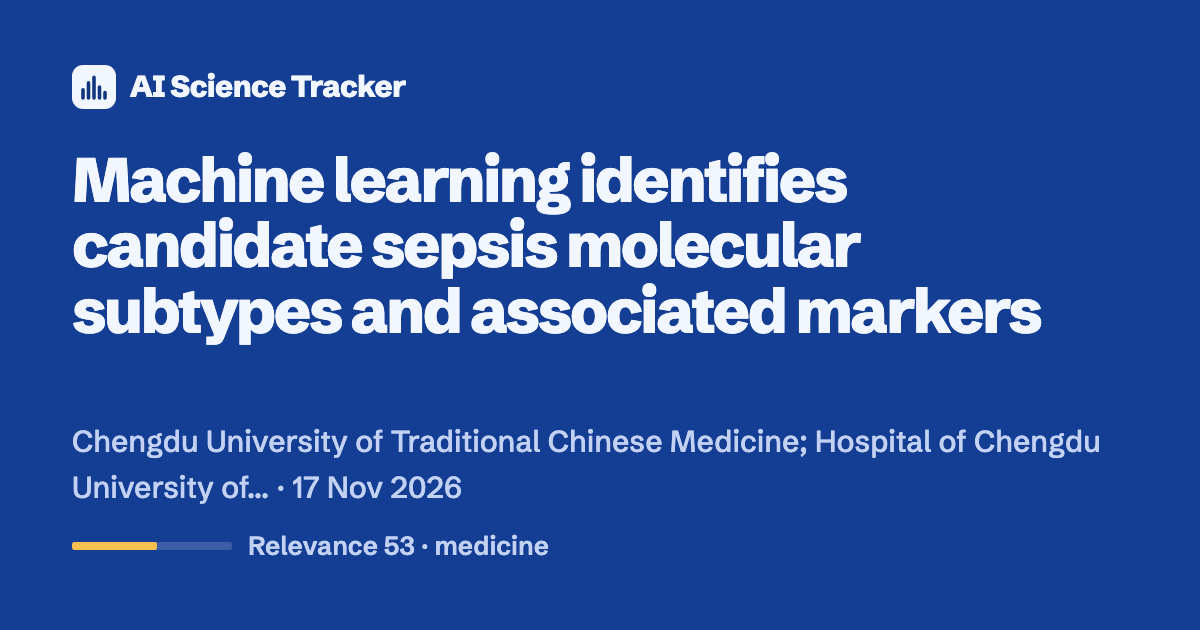 AI Science Tracker
Machine learning identifies
candidate sepsis molecular
subtypes and associated markers
Chengdu University of Traditional Chinese Medicine; Hospital of Chengdu
University of... · 17 Nov 2026
Relevance 53 · medicine